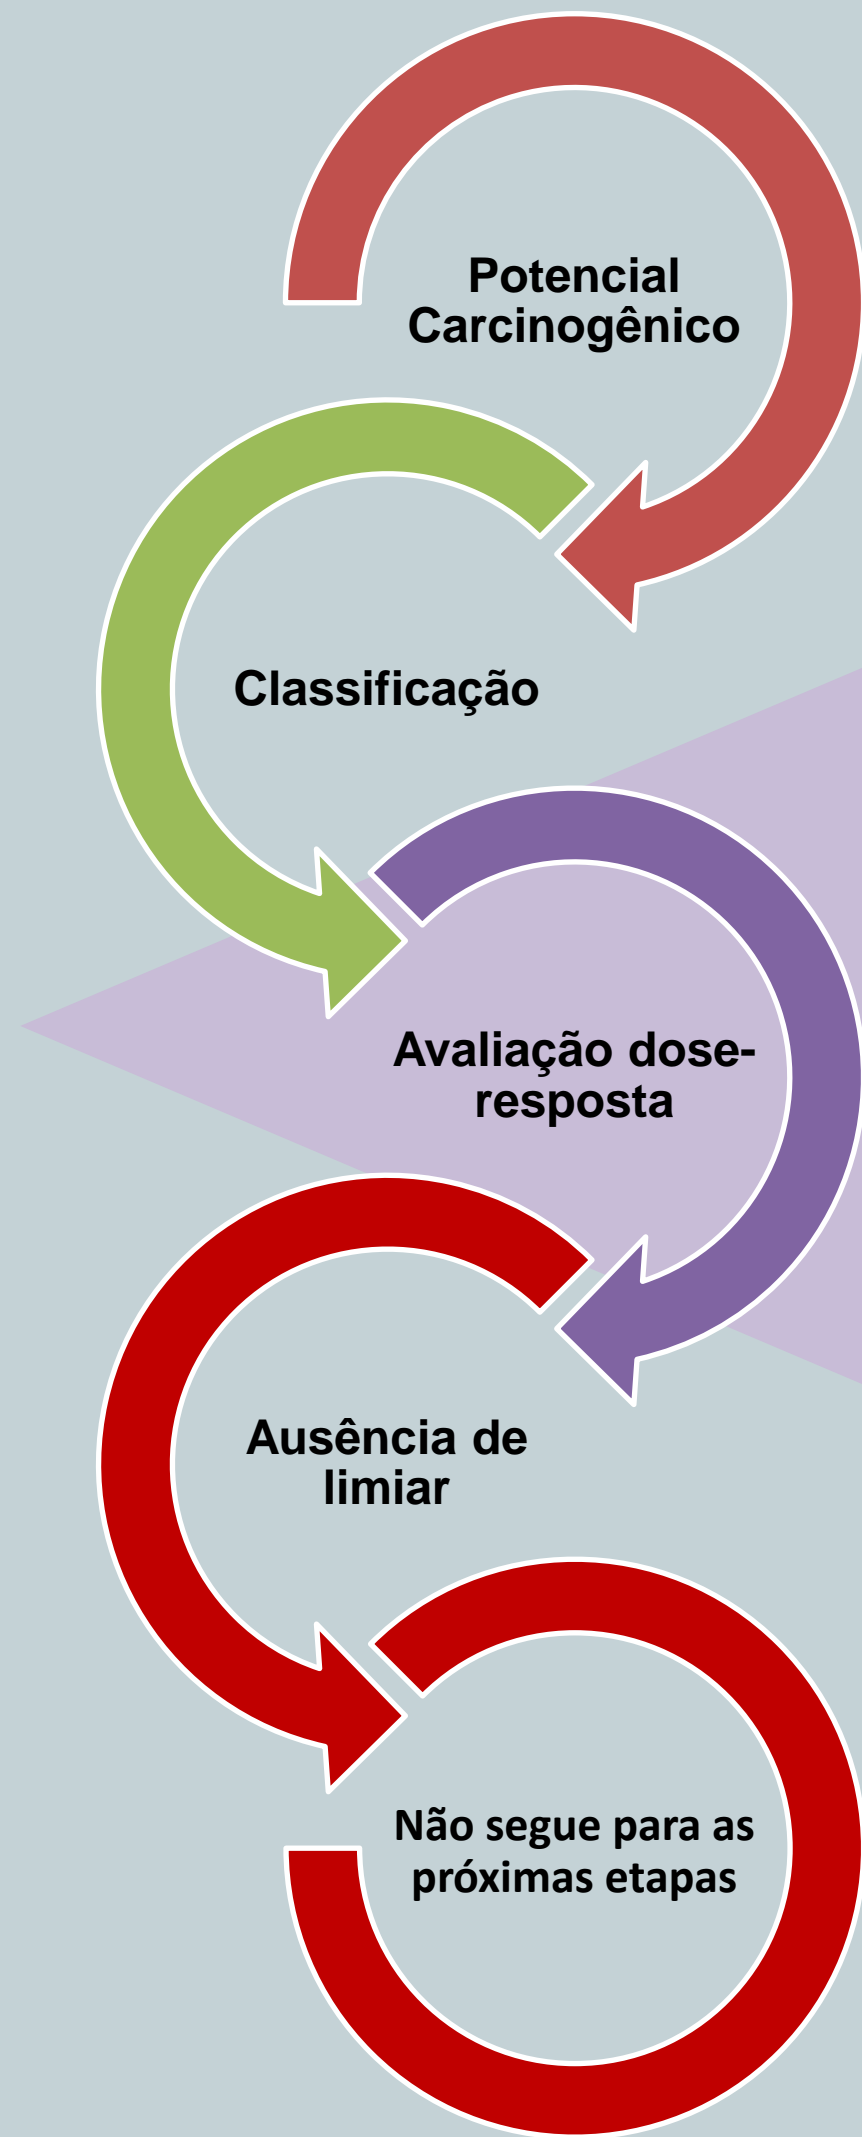 Potencial
Carcinogênico
Classificação
Avaliação dose-
resposta
Ausência de
limiar
Não segue para as
próximas etapas